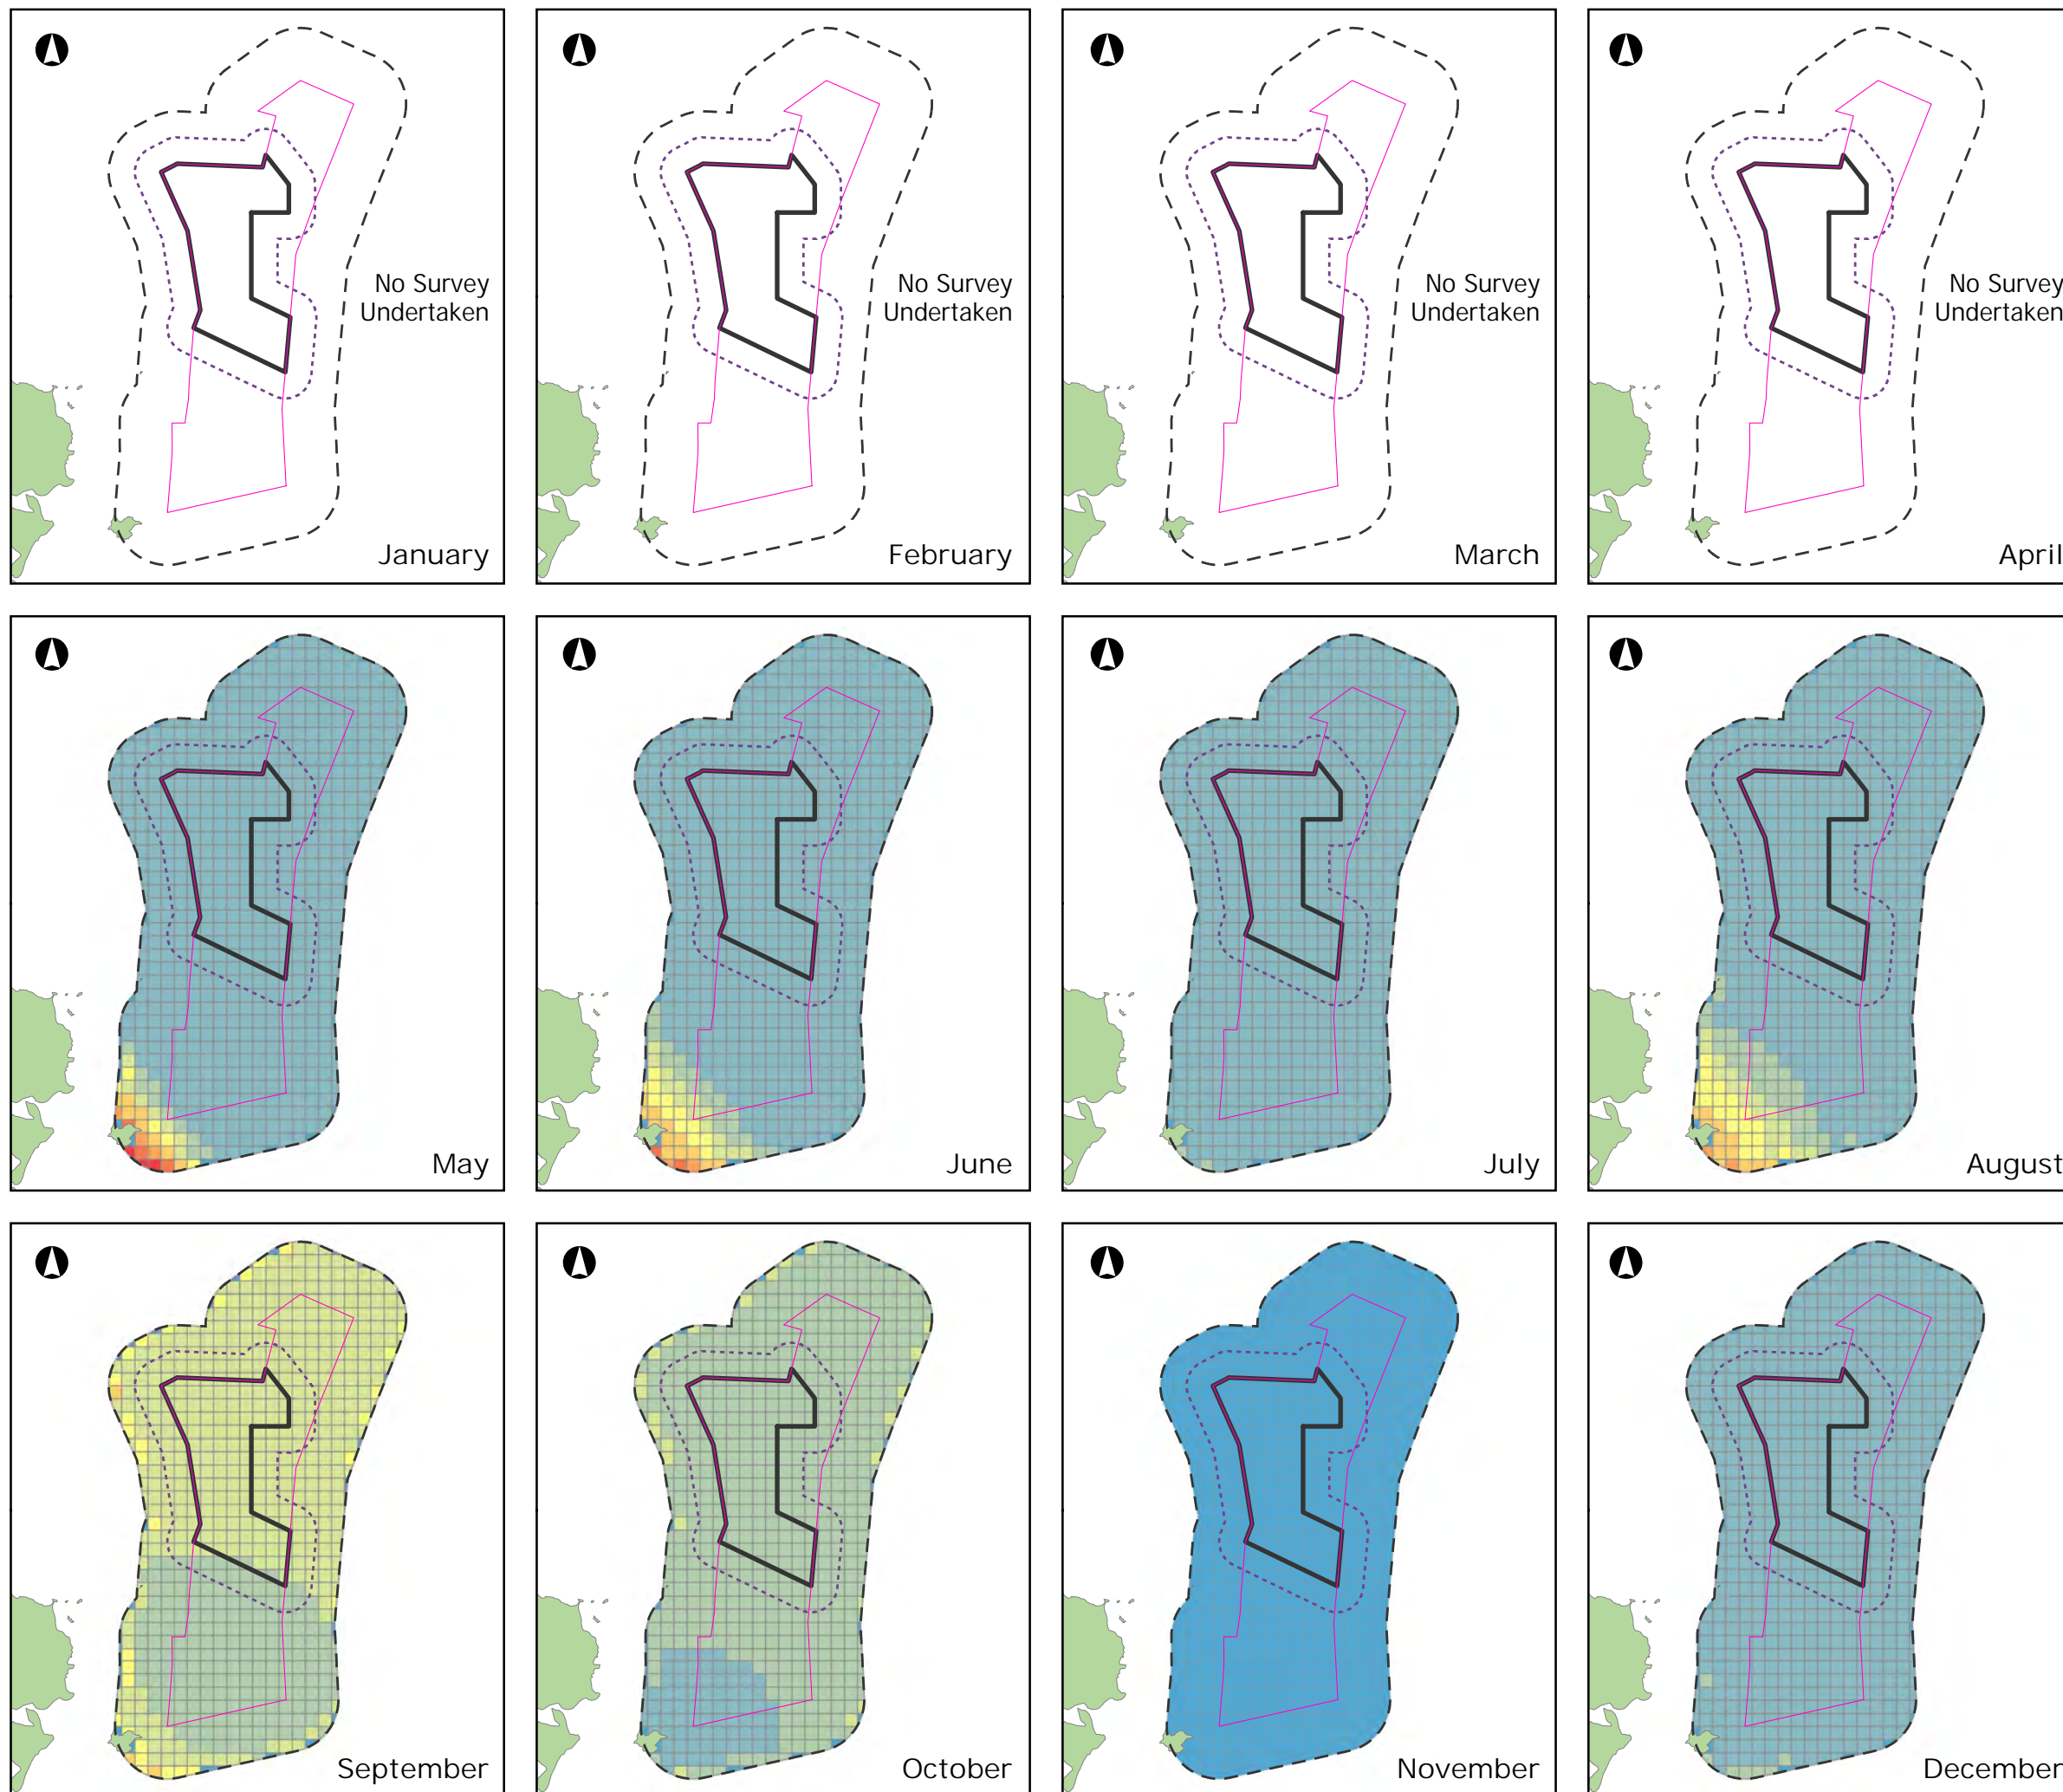 No Survey
Undertaken
January
No Survey
Undertaken
February
No Survey
Undertaken
March
No Survey
Undertaken
April
May
June
July
August
September
October
November
December